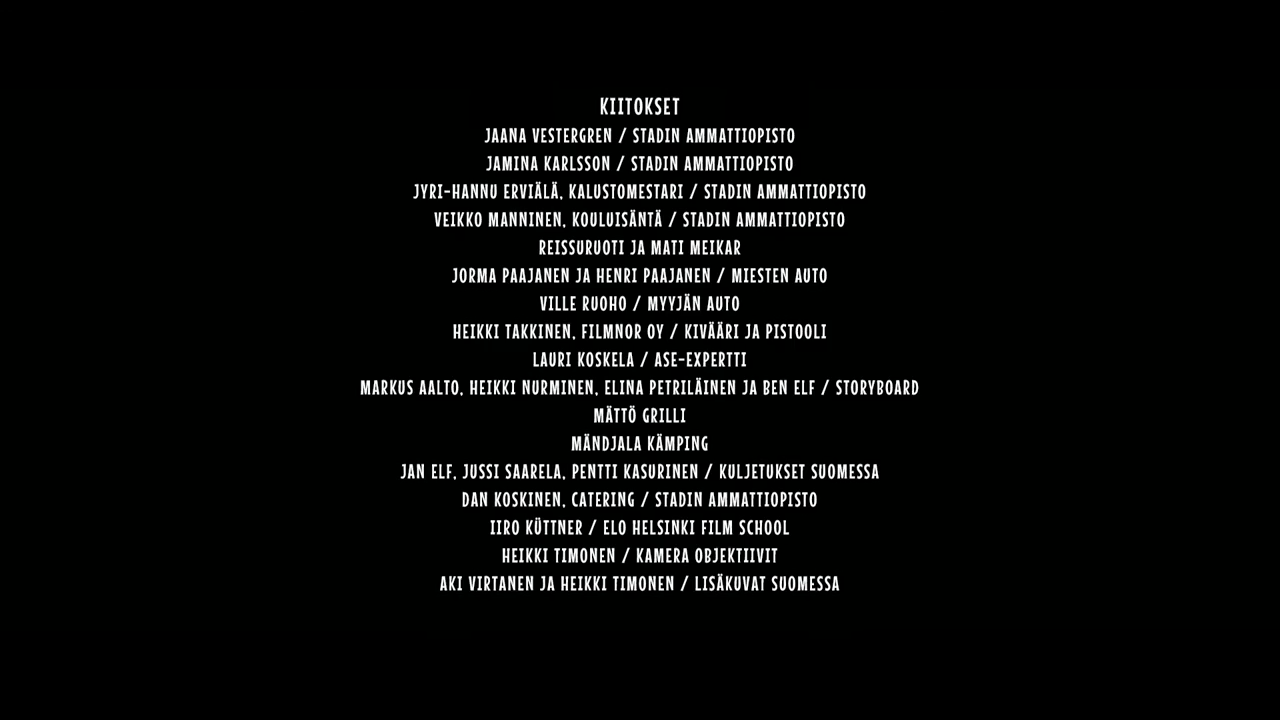 KIITOKSET
JAANA VESTERGREN / STADIN AMMATTIOPISTO
JAMINA KARLSSON / STADIN AMMATTIOPISTO
JYRI-HANNU ERVIÄLÄ, KALUSTOMESTARI / STADIN AMMATTIOPISTO
VEIKKO MANNINEN, KOULUISÄNTÄ / STADIN AMMATTIOPISTO
REISSURUOTI JA MATI MEIKAR
JORMA PAAJANEN JA HENRI PAAJANEN / MIESTEN AUTO
VILLE RUOHO / MYYJÄN AUTO
HEIKKI TAKKINEN, FILMNOR OY / KIVÄÄRI JA PISTOOLI
LAURI KOSKELA / ASE-EXPERTTI
MARKUS AALTO, HEIKKI NURMINEN, ELINA PETRILÄINEN JA BEN ELF / STORYBOARD
MÄTTÖ GRILLI
MÄNDJALA KÄMPING
JAN ELF, JUSSI SAARELA, PENTTI KASURINEN / KULJETUKSET SUOMESSA
DAN KOSKINEN, CATERING / STADIN AMMATTIOPISTO
IIRO KÜTTNER / ELO HELSINKI FILM SCHOOL
HEIKKI TIMONEN / KAMERA OBJEKTIIVIT
AKI VIRTANEN JA HEIKKI TIMONEN / LISÄKUVAT SUOMESSA